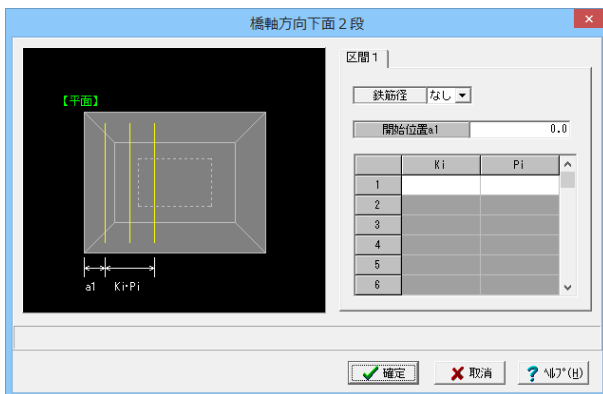 橋軸方向下面2段
区間1
【平面】
鉄筋径 なし
開始位置a1 0.0
Ki Pi
1
2
3
4
5
6
a1 Ki・Pi
確定 取消 ヘルプ(H)